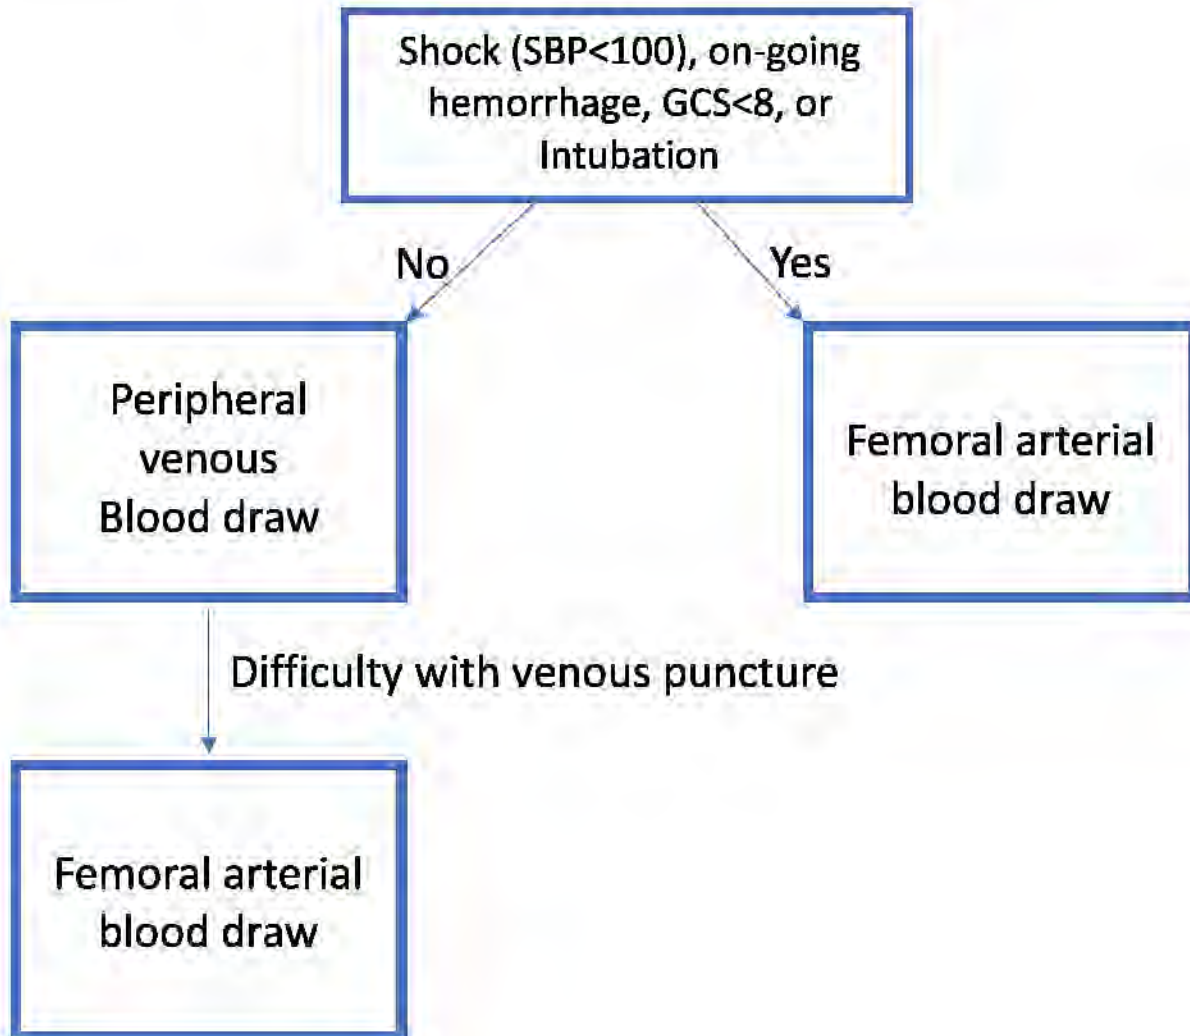 Shock (SBP<100), on-going
hemorrhage, GCS<8, or
Intubation
No
Yes
Peripheral
venous
Blood draw
Femoral arterial
blood draw
Difficulty with venous puncture
Femoral arterial
blood draw